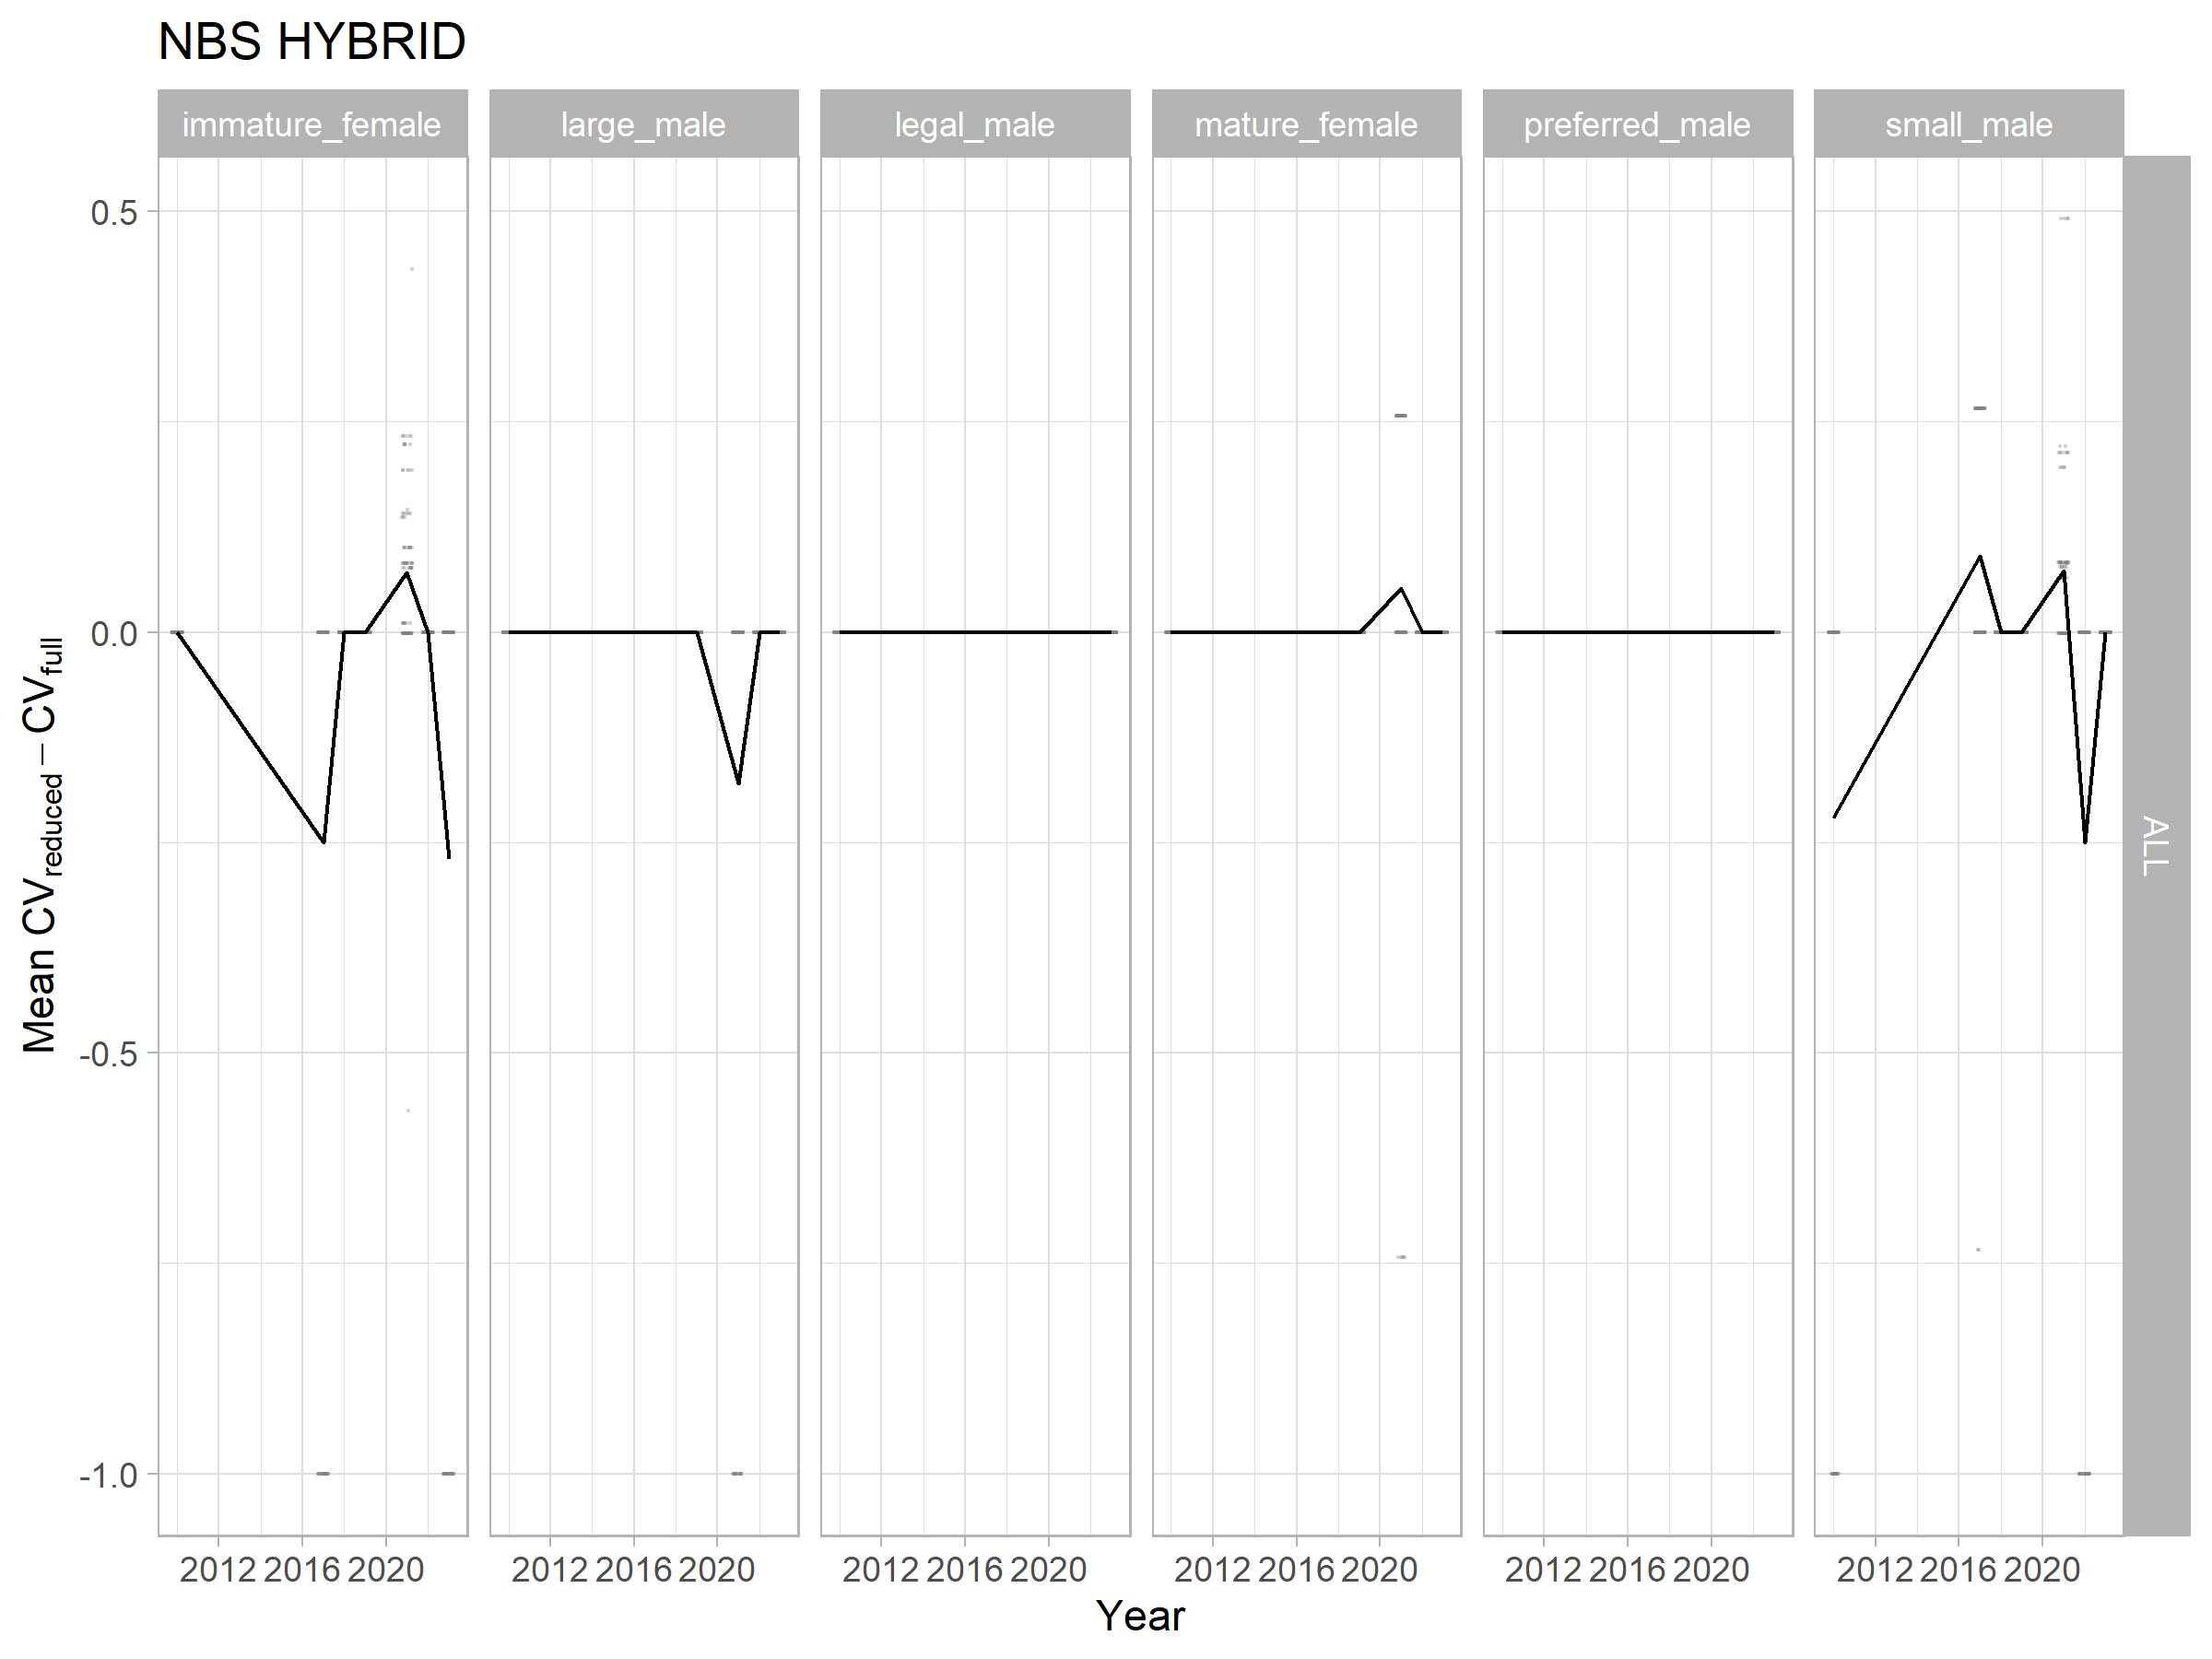 NBS HYBRID
immature_female large_male legal_male mature_female preferred_male small_male
ALL
Mean CVreduced − CVfull
0.5
0.0
-0.5
-1.0
2012 2016 2020 2012 2016 2020 2012 2016 2020 2012 2016 2020 2012 2016 2020 2012 2016 2020
Year